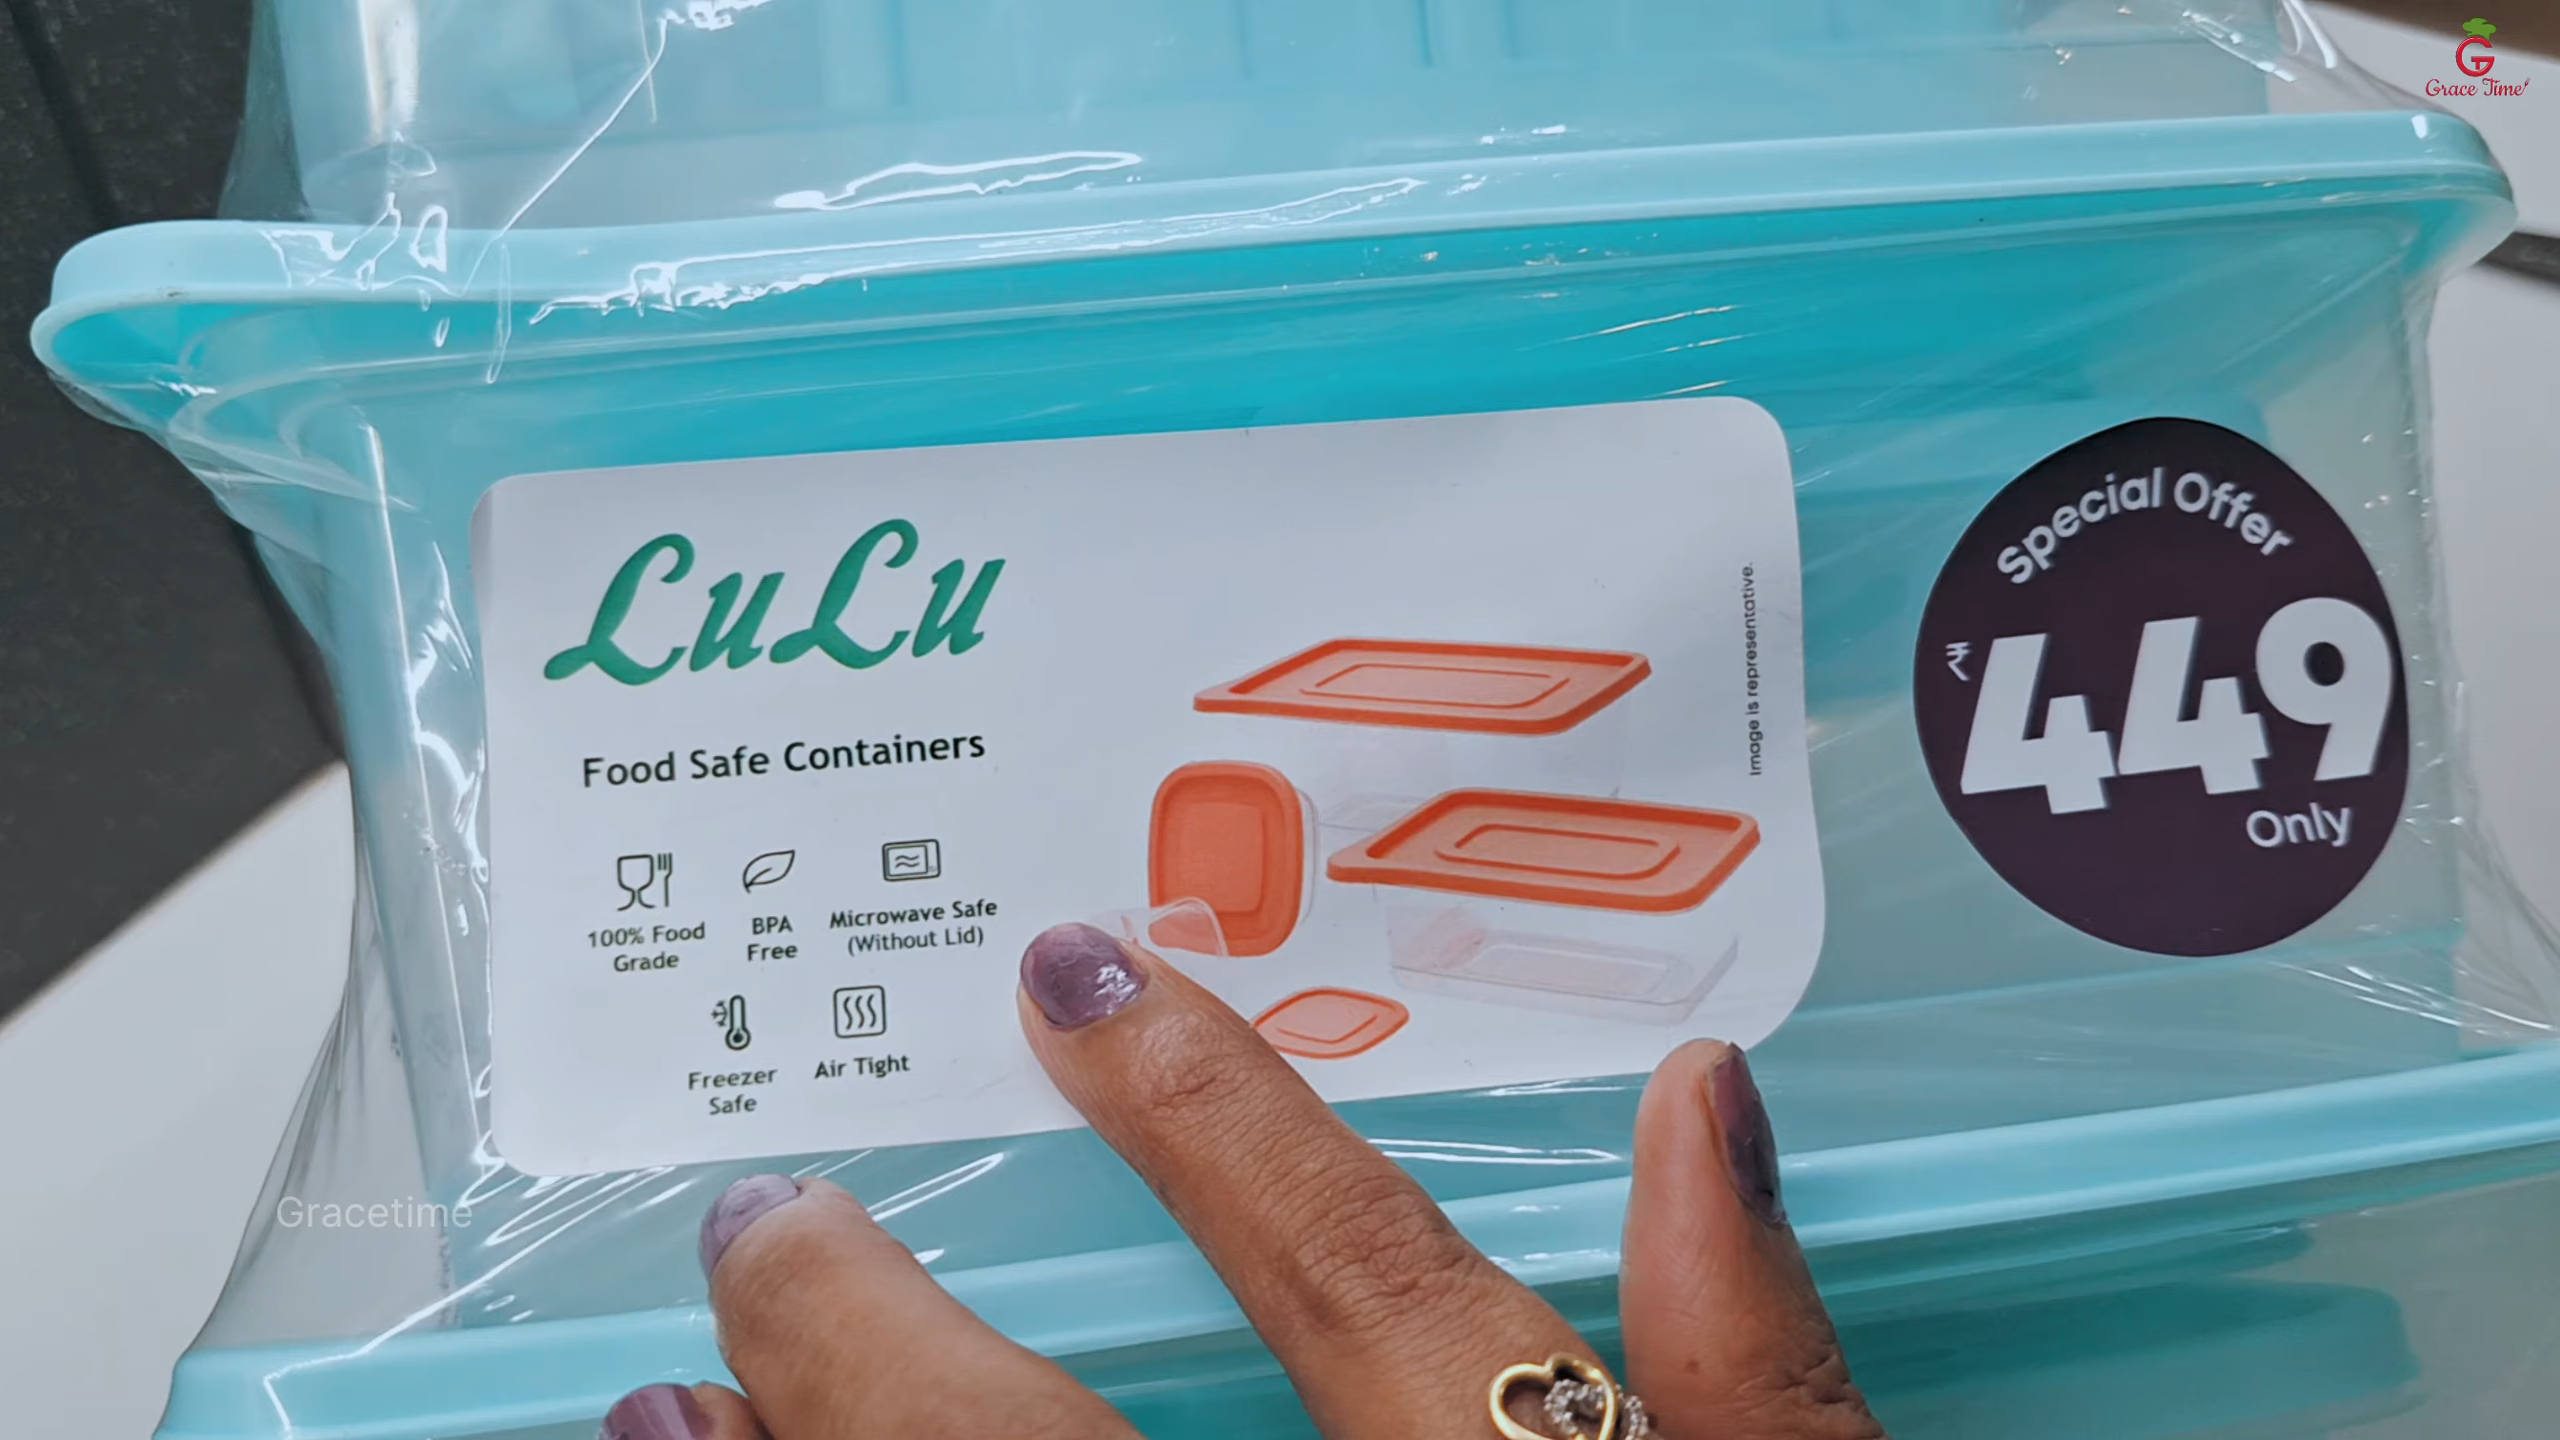 Grace Time
LuLu
Food Safe Containers
100% Food
Grade
BPA
Free
Microwave Safe
(Without Lid)
Freezer
Safe
Air Tight
Image is representative.
Special Offer
₹449
Only
Gracetime